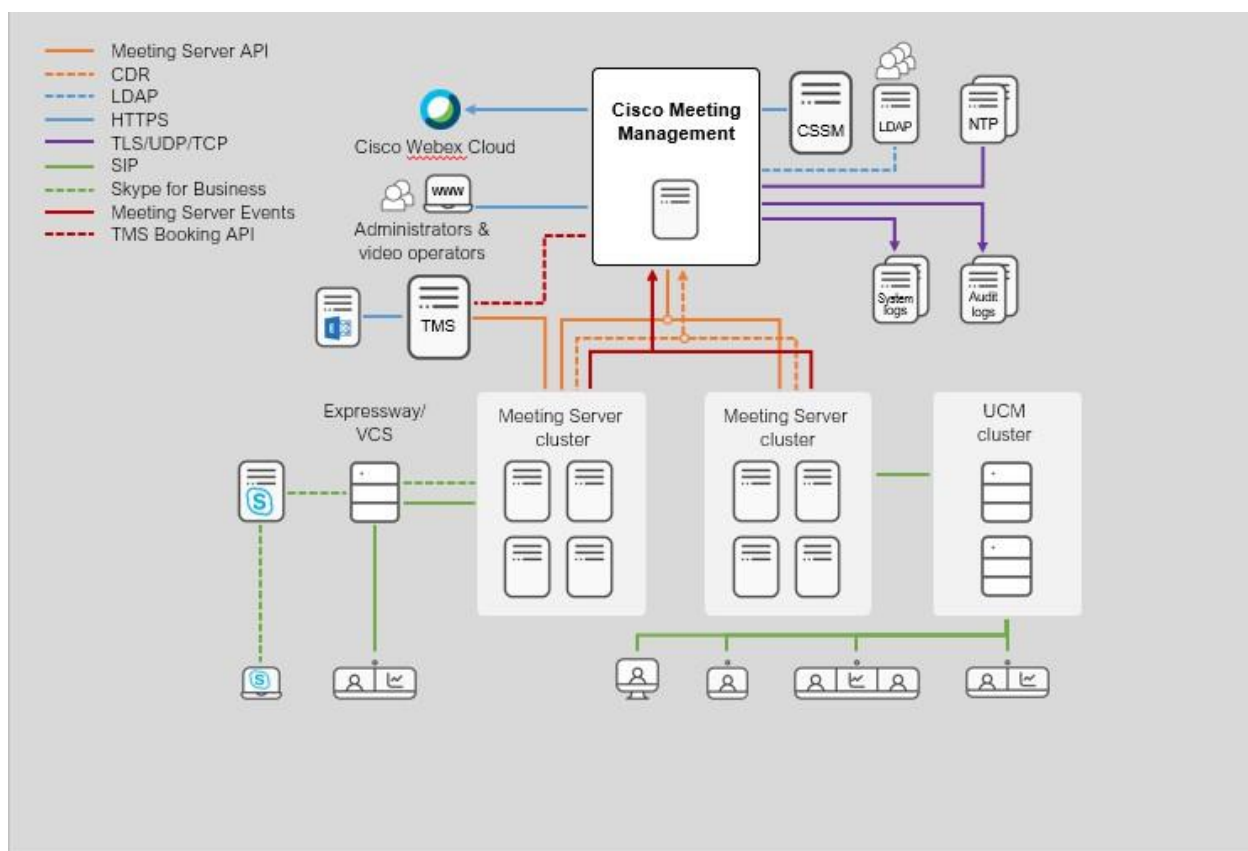 Meeting Server API
CDR
LDAP
HTTPS
TLS/UDP/TCP
SIP
Skype for Business
Meeting Server Events
TMS Booking API
Cisco Webex Cloud
www
Administrators &
video operators
Cisco Meeting
Management
CSSM
LDAP
NTP
System
logs
Audit
logs
TMS
Expressway/
VCS
Meeting Server
cluster
Meeting Server
cluster
UCM
cluster
S
S